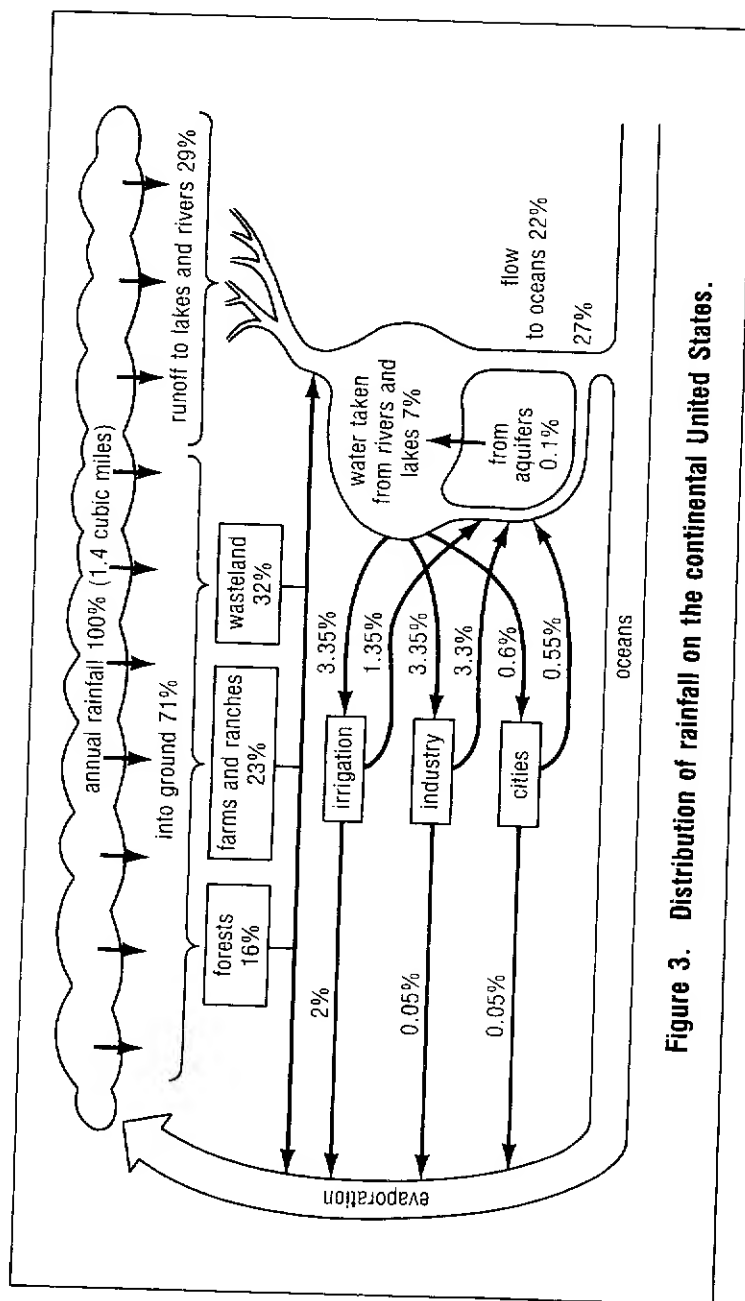 annual rainfall 100% (1.4 cubic miles)
into ground 71%
runoff to lakes and rivers 29%
forests
16%
farms and ranches
23%
wasteland
32%
evaporation
2%
irrigation
3.35%
1.35%
0.05%
industry
3.35%
3.3%
0.05%
cities
0.6%
0.55%
water taken
from rivers and
lakes 7%
from
aquifers
0.1%
flow
to oceans 22%
27%
oceans
Figure 3. Distribution of rainfall on the continental United States.